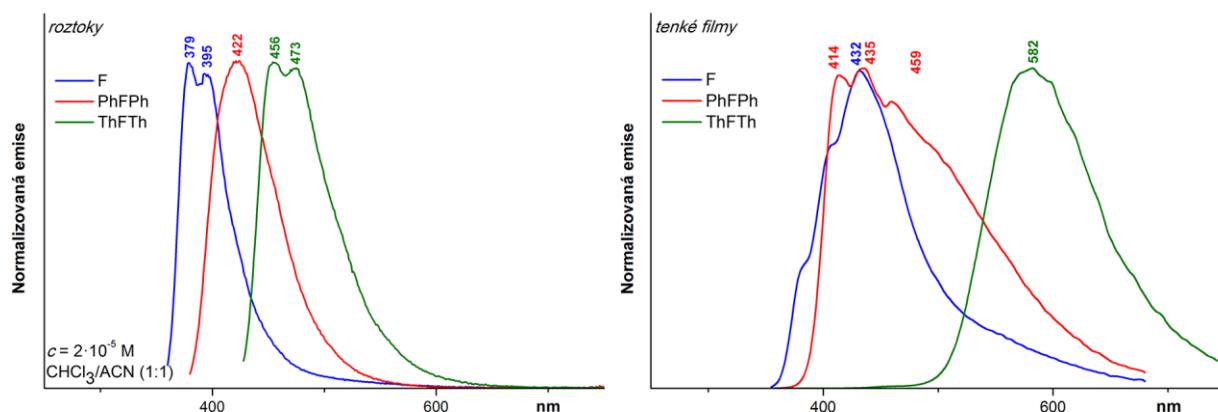 roztoky
379
395
422
456
473
F
PhFPh
ThFTh
Normalizovaná emise
c = 2·10⁻⁵ M
CHCl₃/ACN (1:1)
400
600
nm
tenké filmy
414
432
435
459
582
F
PhFPh
ThFTh
Normalizovaná emise
400
600
nm